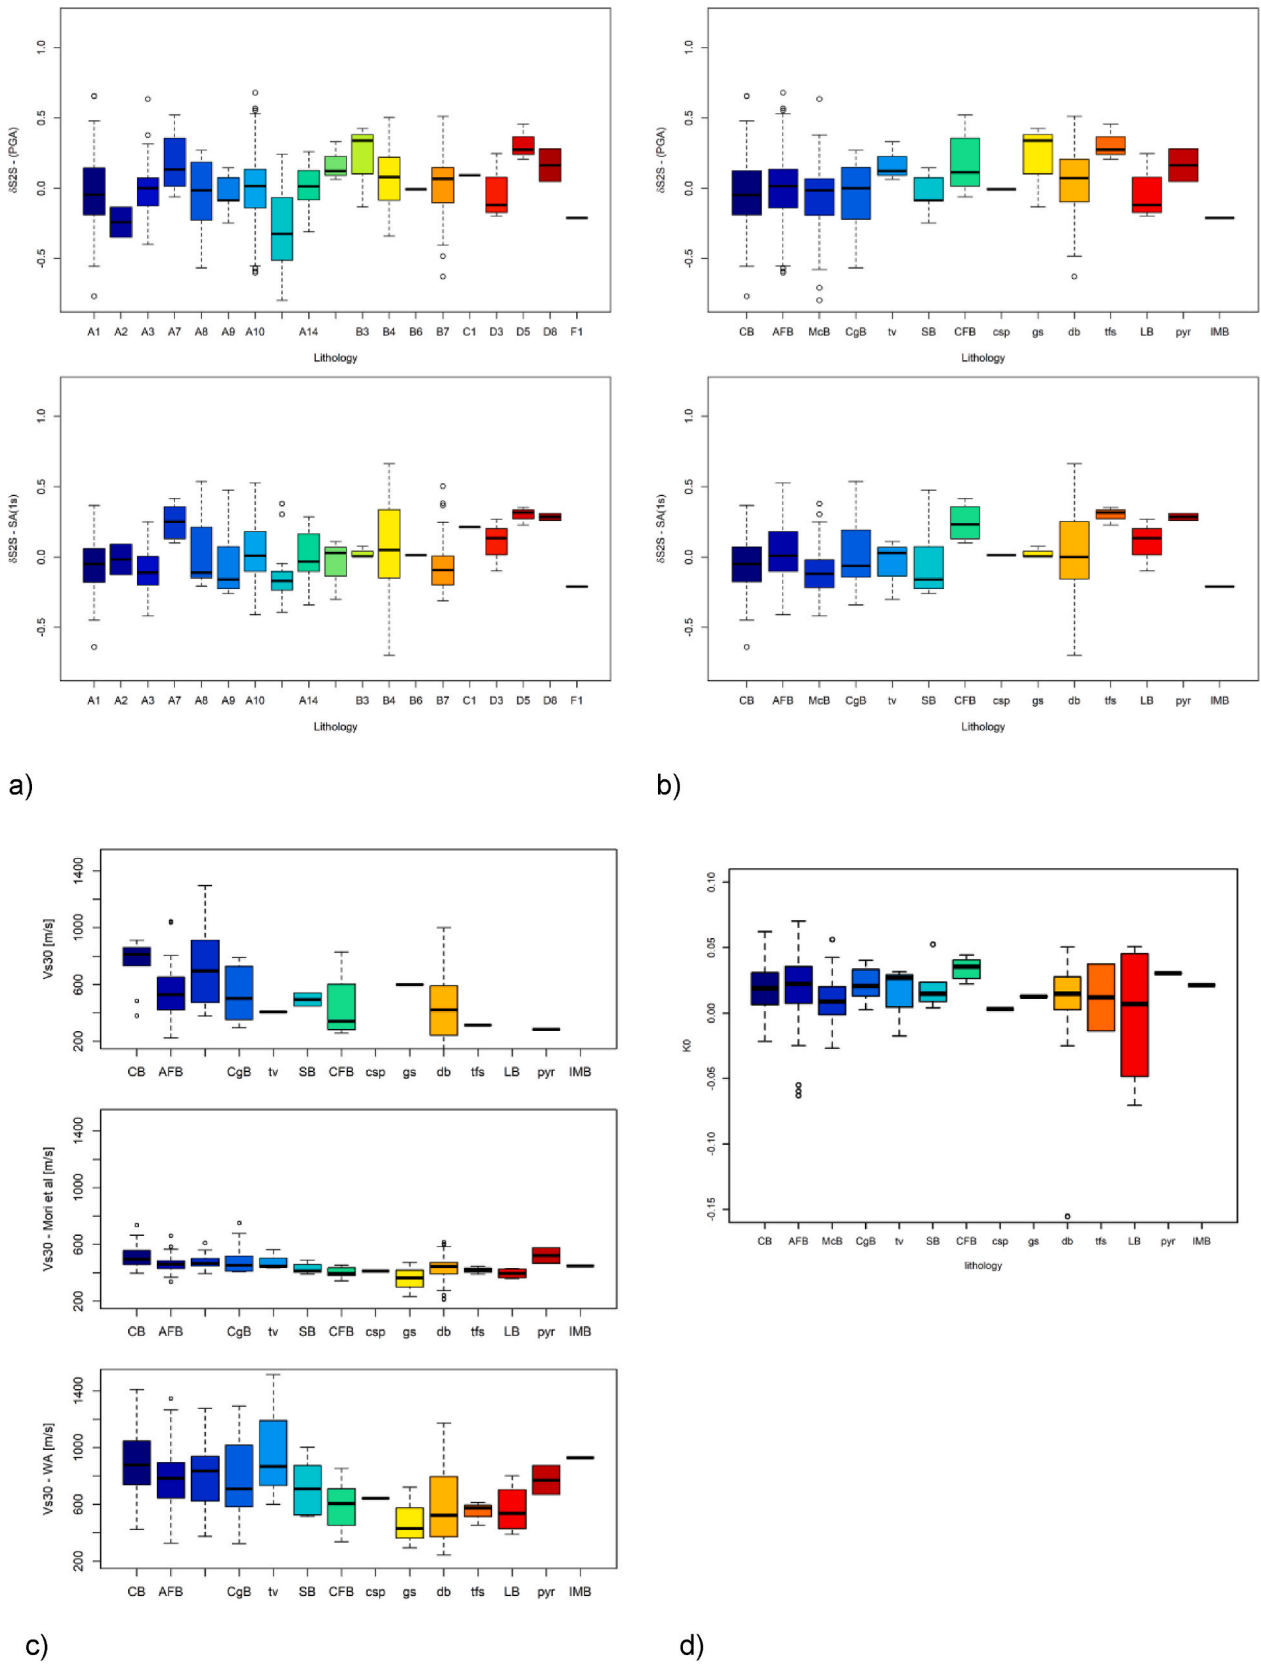 δS2S - (PGA)
1.0
0.5
0.0
-0.5
A1 A2 A3 A7 A8 A9 A10 A14 B3 B4 B6 B7 C1 D3 D5 D8 F1
Lithology
δS2S - (PGA)
1.0
0.5
0.0
-0.5
CB AFB McB CgB tv SB CFB csp gs db tfs LB pyr IMB
Lithology
δS2S - SA(1s)
1.0
0.5
0.0
-0.5
A1 A2 A3 A7 A8 A9 A10 A14 B3 B4 B6 B7 C1 D3 D5 D8 F1
Lithology
δS2S - SA(1s)
1.0
0.5
0.0
-0.5
CB AFB McB CgB tv SB CFB csp gs db tfs LB pyr IMB
Lithology
a)
b)
Vs30 [m/s]
1400
1000
600
200
CB AFB CgB tv SB CFB csp gs db tfs LB pyr IMB
Vs30 - Mori et al [m/s]
1400
1000
600
200
CB AFB CgB tv SB CFB csp gs db tfs LB pyr IMB
Vs30 - WA [m/s]
1400
1000
600
200
CB AFB CgB tv SB CFB csp gs db tfs LB pyr IMB
K0
0.10
0.05
0.00
-0.05
-0.10
-0.15
CB AFB McB CgB tv SB CFB csp gs db tfs LB pyr IMB
lithology
c)
d)